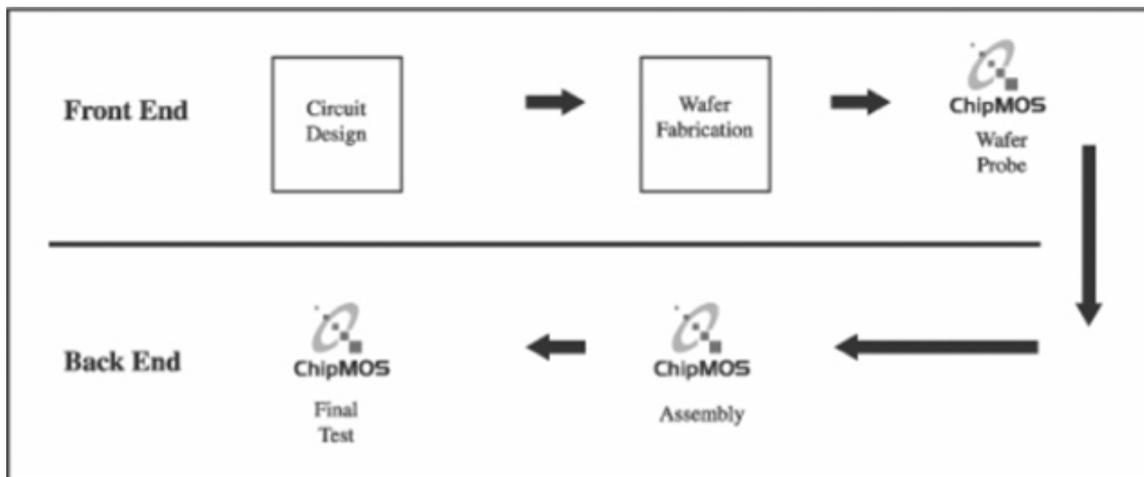 Front End
Circuit
Design
Wafer
Fabrication
ChipMOS
Wafer
Probe
Back End
ChipMOS
Final
Test
ChipMOS
Assembly